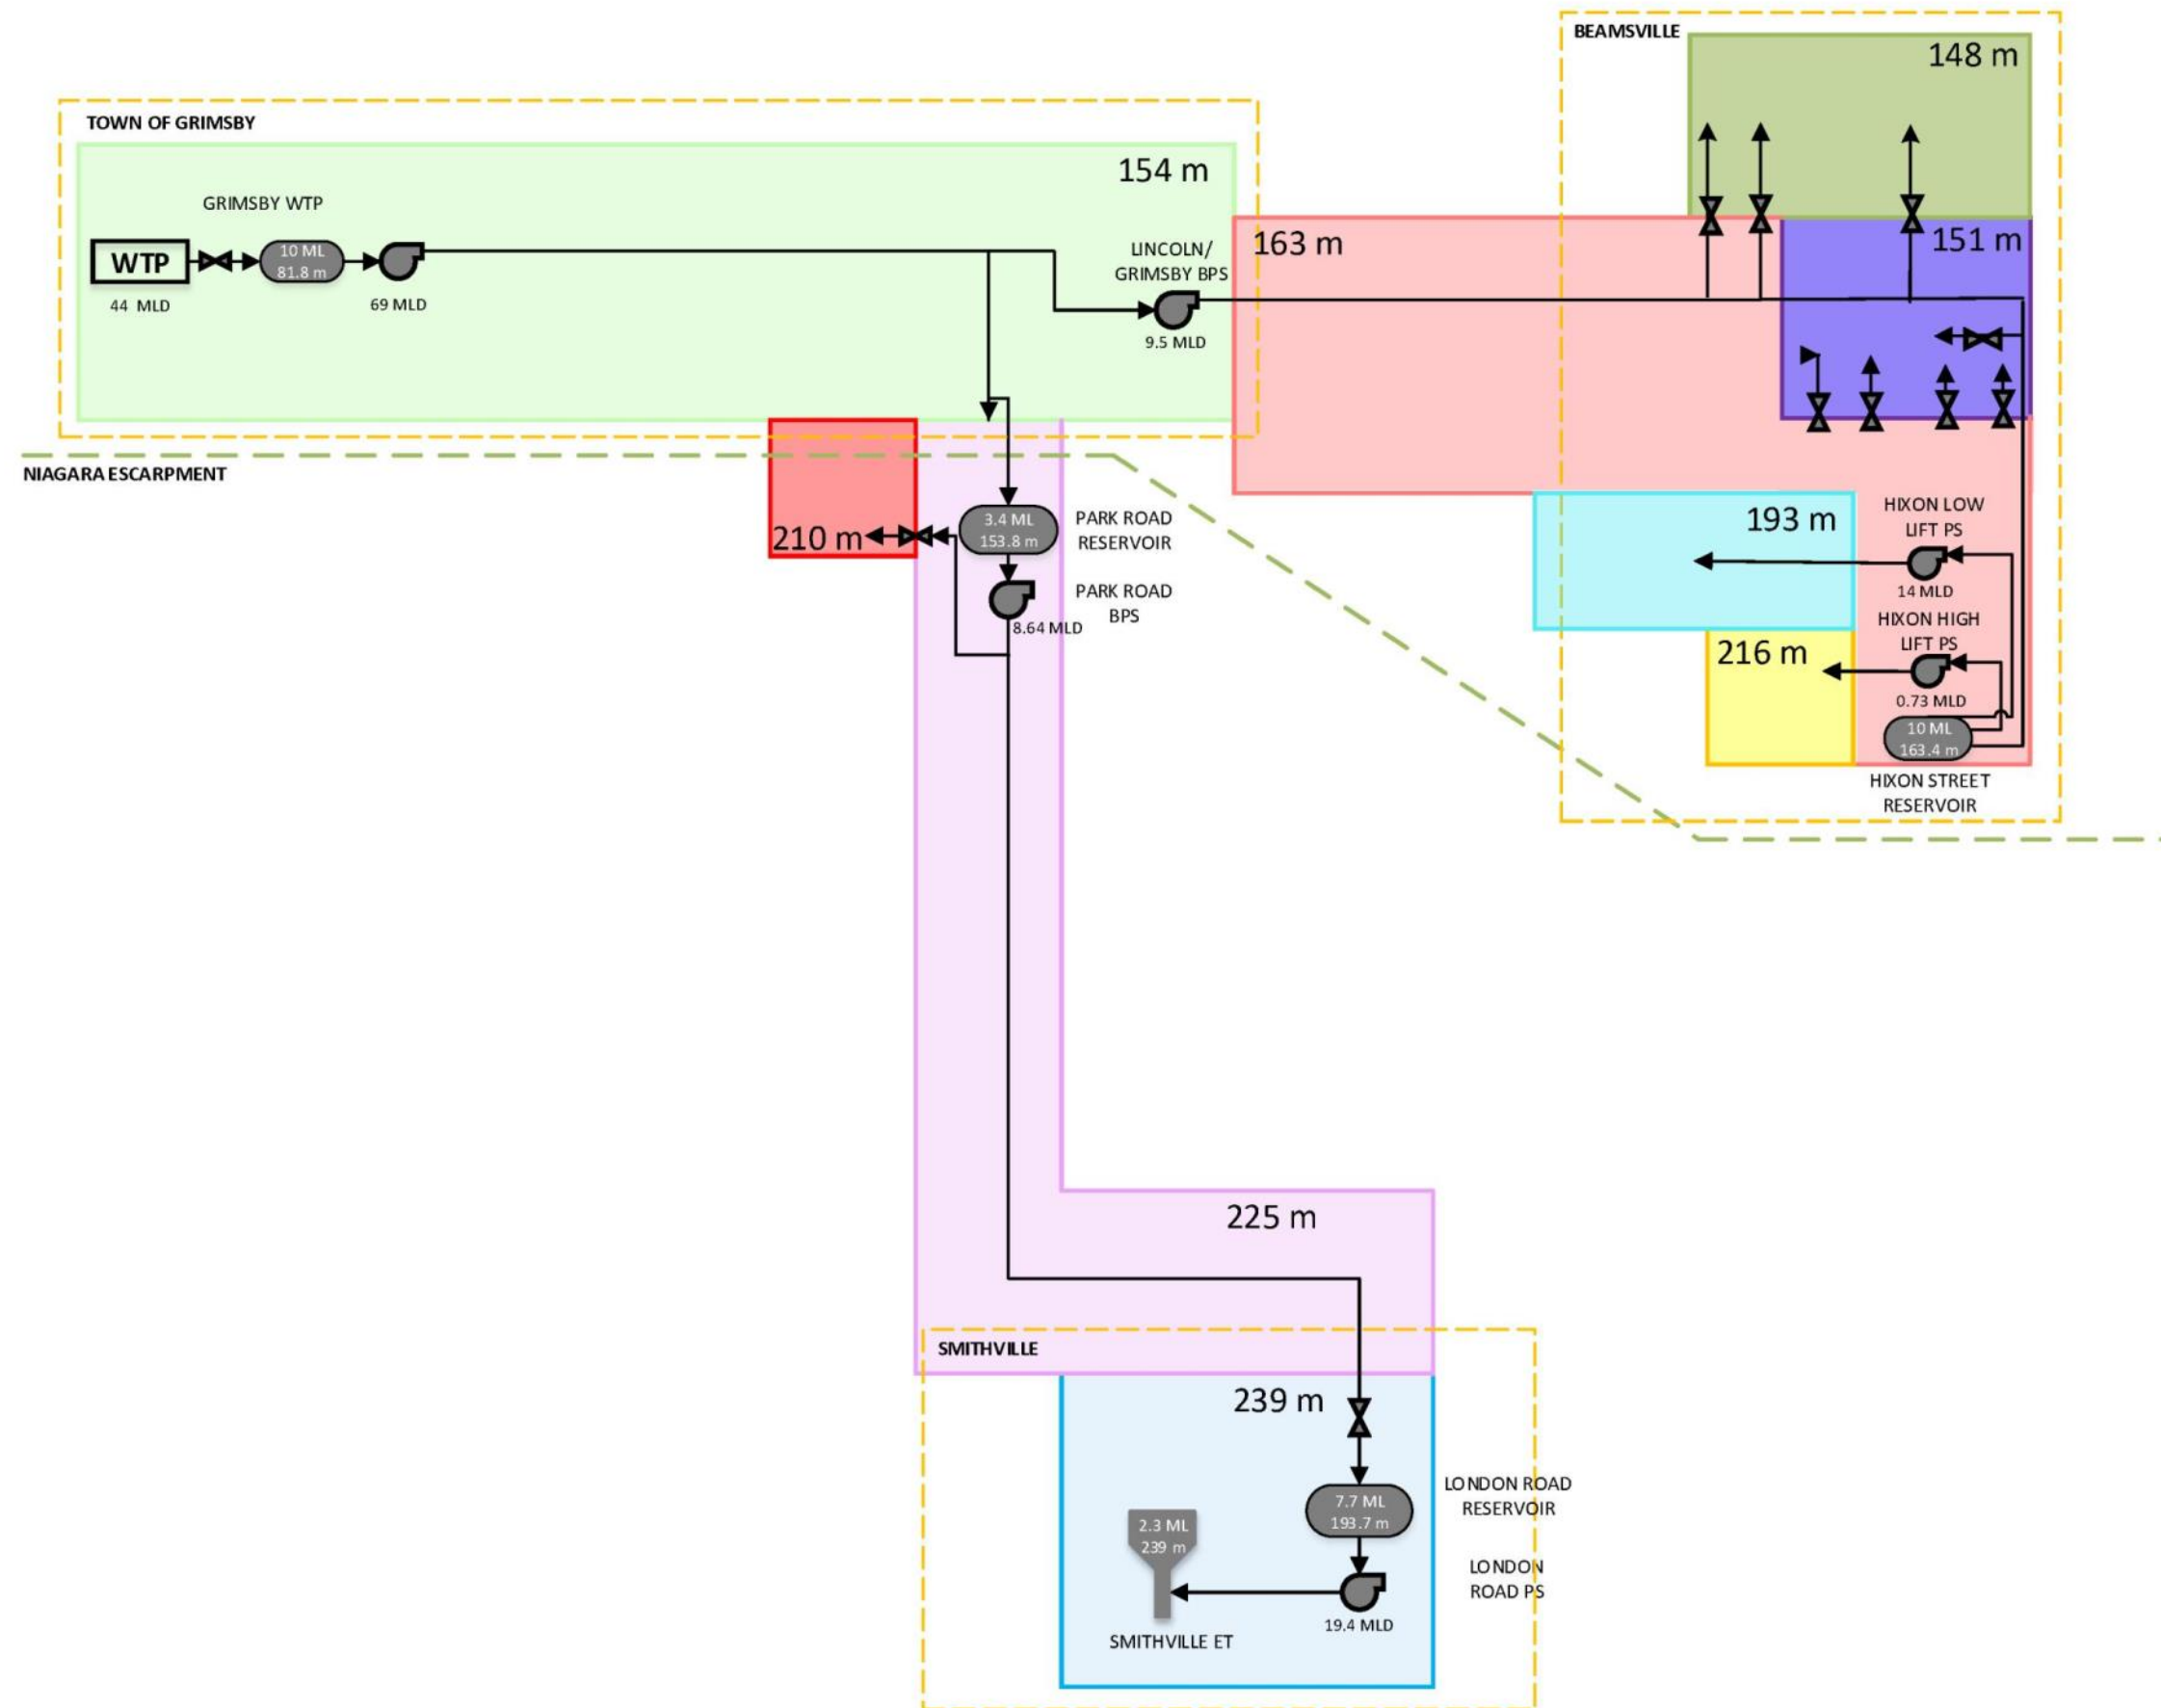 BEAMSVILLE
148 m
TOWN OF GRIMSBY
154 m
GRIMSBY WTP
WTP
10 ML
81.8 m
44 MLD
69 MLD
LINCOLN/
GRIMSBY BPS
9.5 MLD
163 m
151 m
NIAGARA ESCARPMENT
210 m
3.4 ML
153.8 m
PARK ROAD
RESERVOIR
PARK ROAD
BPS
8.64 MLD
193 m
HIXON LOW
LIFT PS
14 MLD
HIXON HIGH
LIFT PS
216 m
0.73 MLD
10 ML
163.4 m
HIXON STREET
RESERVOIR
225 m
SMITHVILLE
239 m
LONDON ROAD
RESERVOIR
7.7 ML
193.7 m
2.3 ML
239 m
LONDON
ROAD PS
19.4 MLD
SMITHVILLE ET